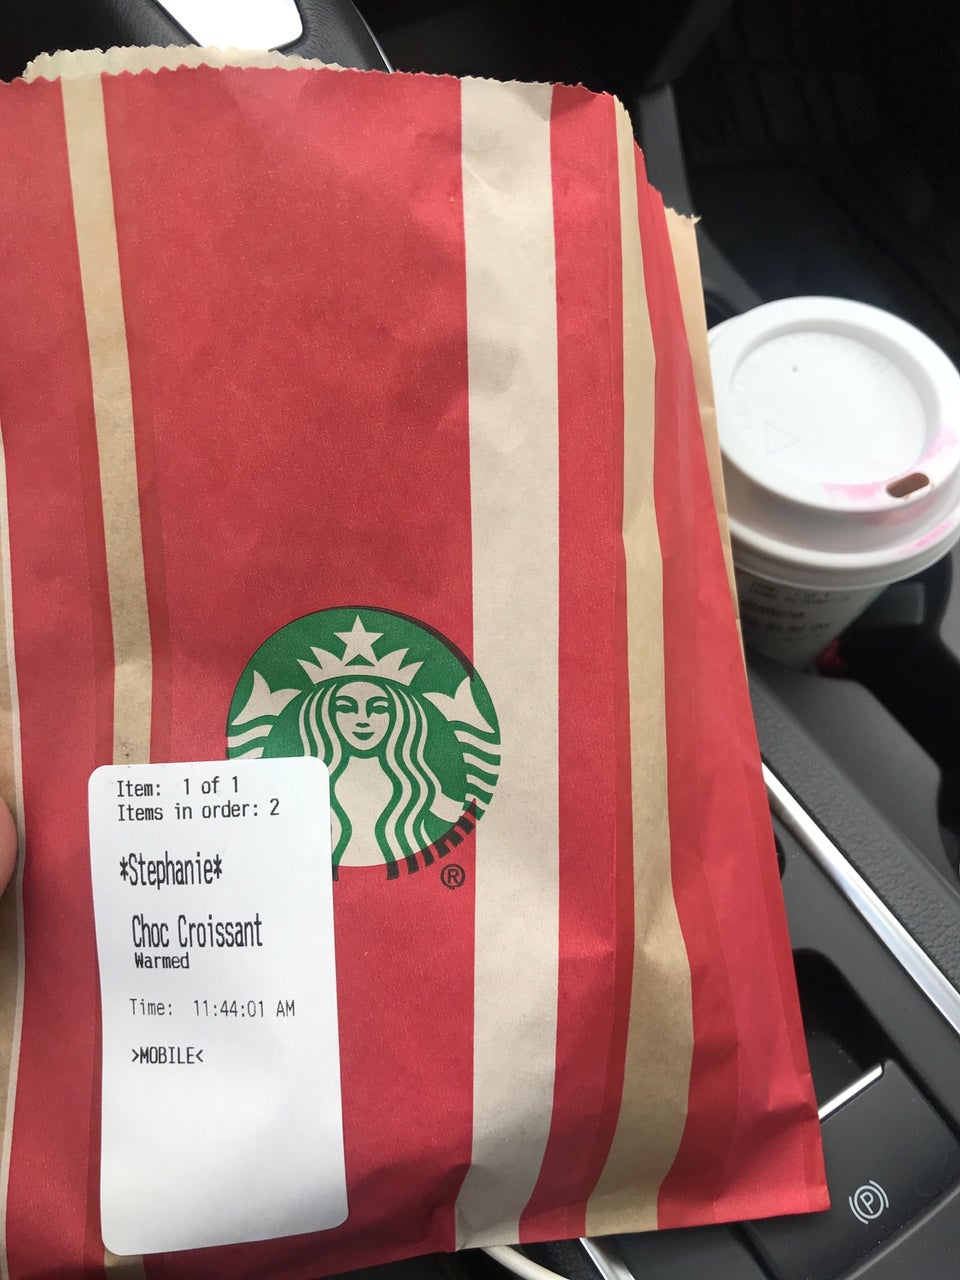 Item: 1 of 1
Items in order: 2
*Stephanie*
Choc Croissant
Warmed
Time: 11:44:01 AM
>MOBILE<
®
P